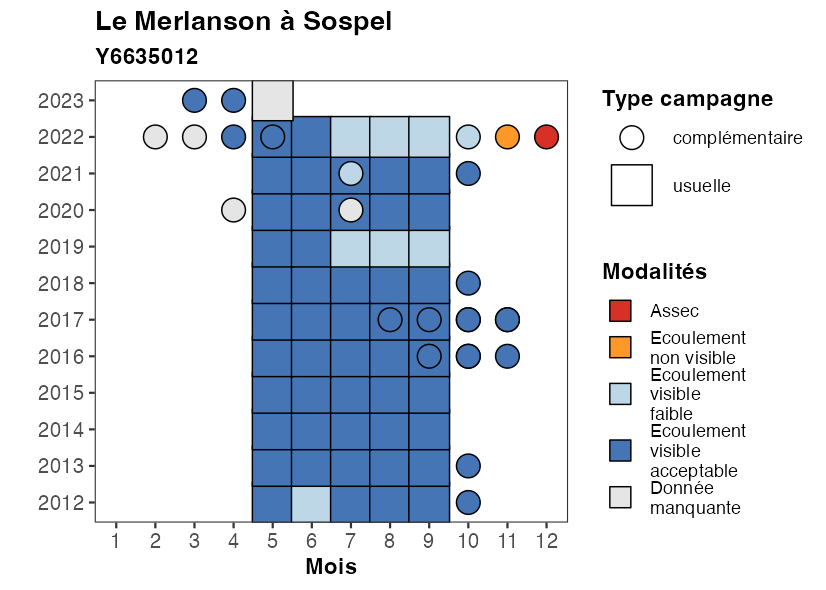 Le Merlanson à Sospel
Y6635012
2023
2022
2021
2020
2019
2018
2017
2016
2015
2014
2013
2012
1 2 3 4 5 6 7 8 9 10 11 12
Mois
Type campagne
complémentaire
usuelle
Modalités
Assec
Ecoulement
non visible
Ecoulement
visible
faible
Ecoulement
visible
acceptable
Donnée
manquante